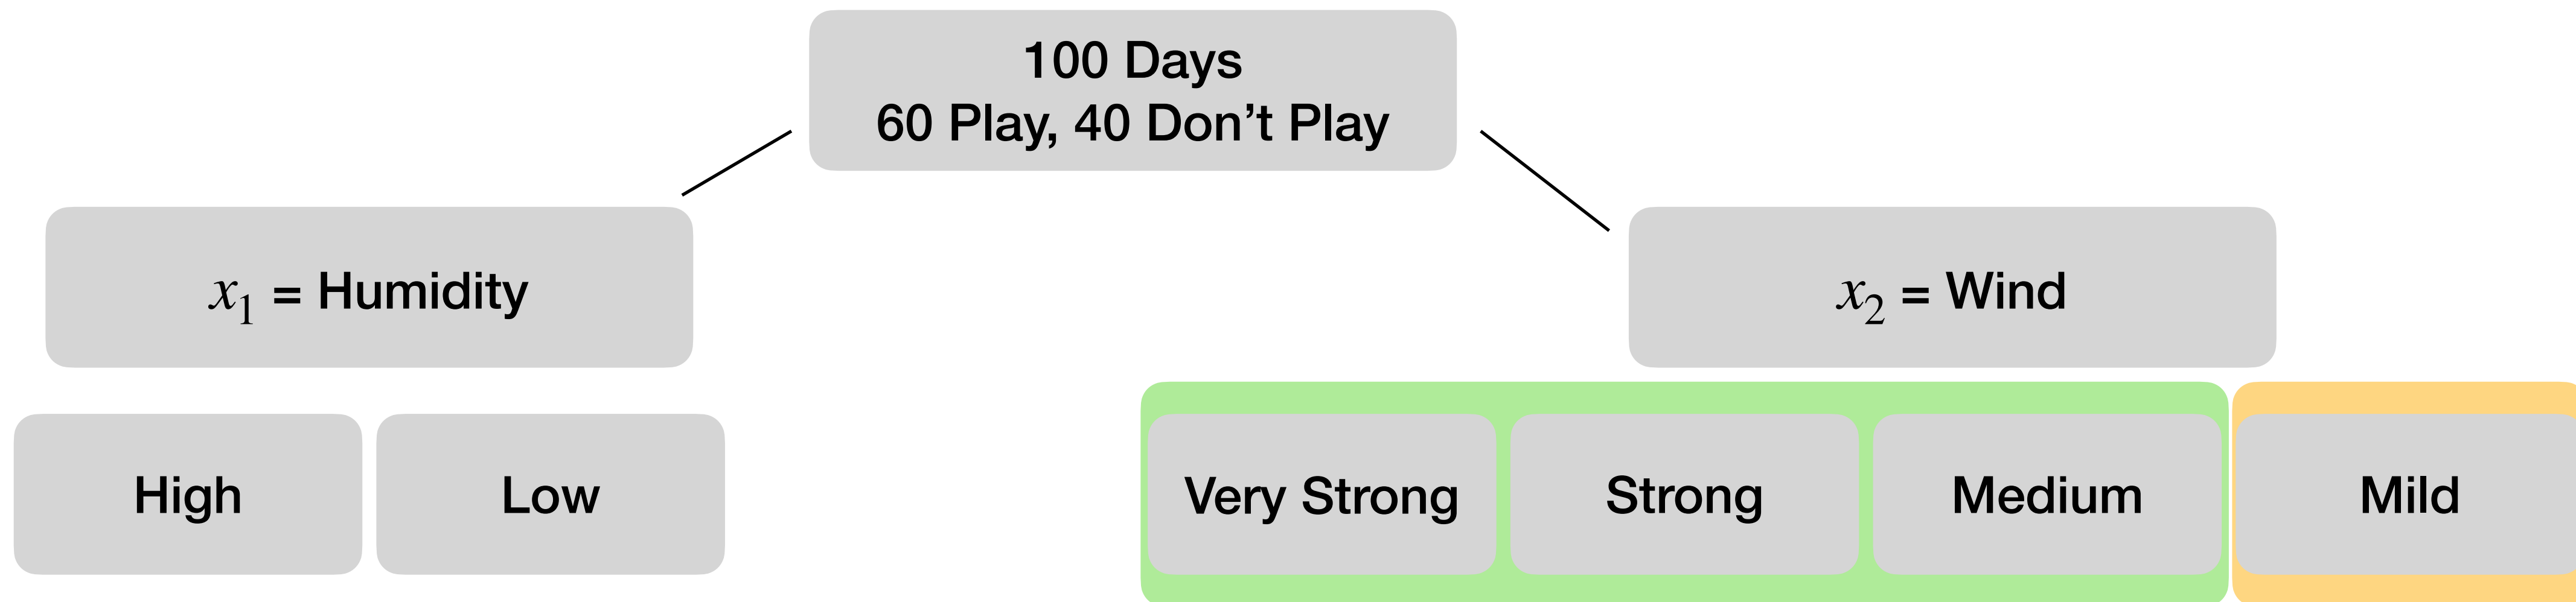 100 Days
60 Play, 40 Don’t Play
x₁ = Humidity
x₂ = Wind
High
Low
Very Strong
Strong
Medium
Mild